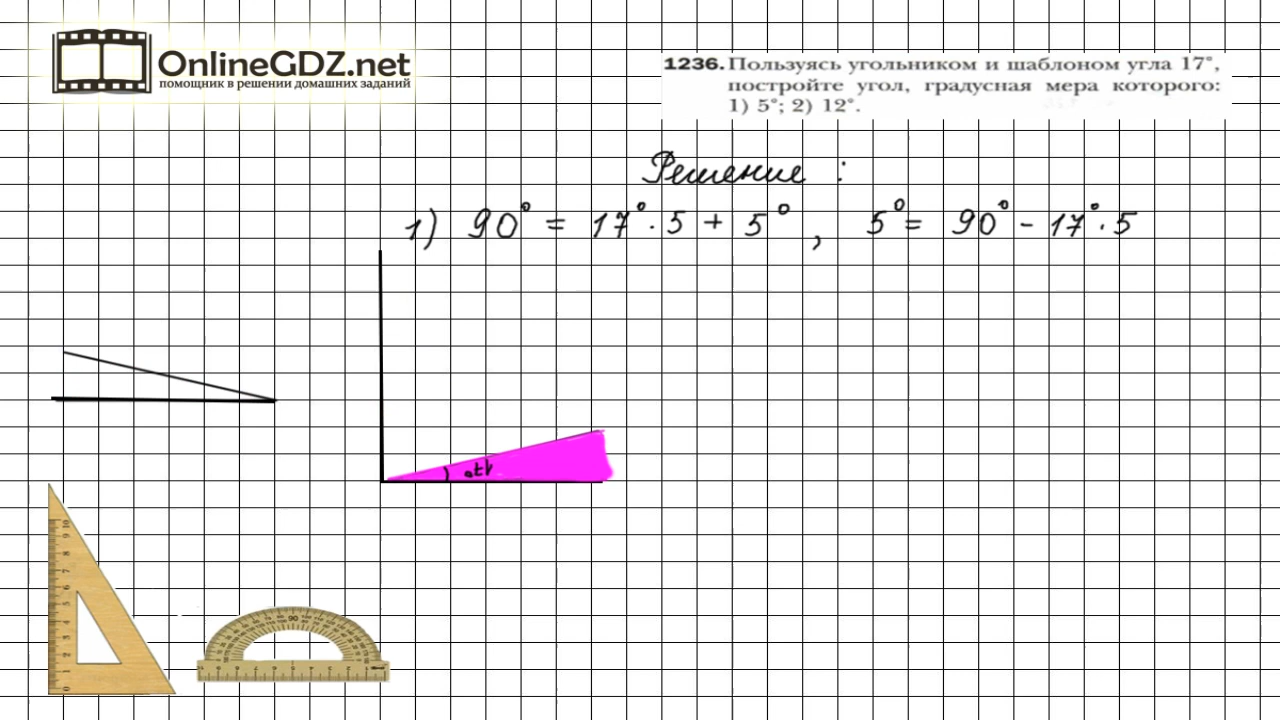 OnlineGDZ.net
помощник в решении домашних заданий
1236. Пользуясь угольником и шаблоном угла 17°,
постройте угол, градусная мера которого:
1) 5°; 2) 12°.
Решение :
1) 90° = 17° · 5 + 5° , 5° = 90° - 17° · 5